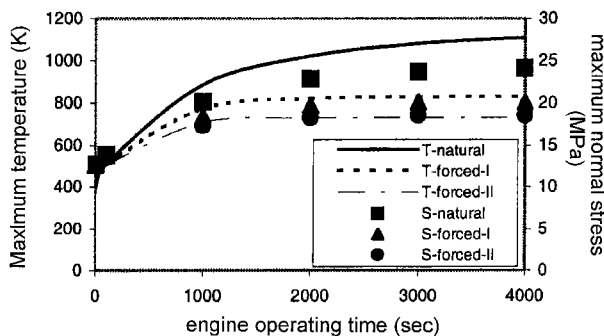 Maximum temperature (K)
1200
1000
800
600
400
200
0
30
25
20
15
10
5
0
maximum normal stress
(MPa)
T-natural
T-forced-I
T-forced-II
S-natural
S-forced-I
S-forced-II
0
1000
2000
3000
4000
engine operating time (sec)